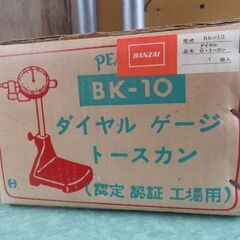 BANZAI
型式 BK-10
ダイヤル
品名 G・トースカン
1 個入
PEA
BK-10
ダイヤル ゲージ
トースカン
(認定 認証 工場用)